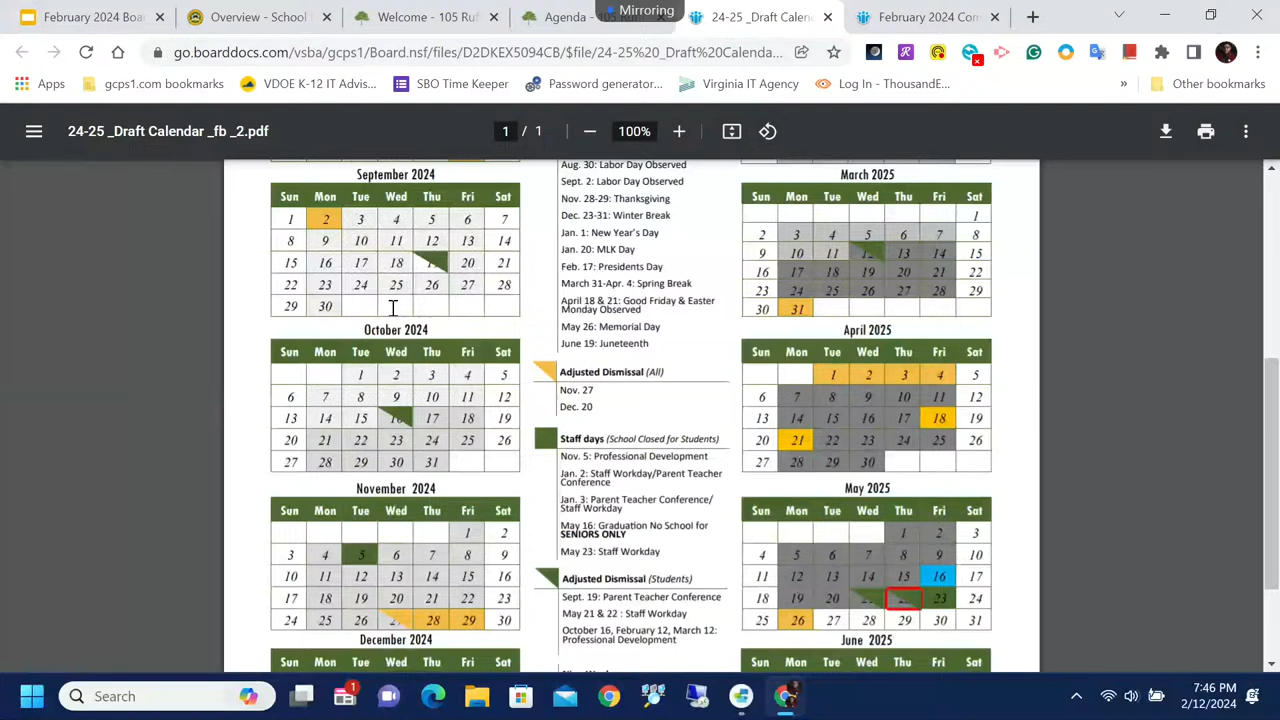 Mirroring
February 2024 Boar
Overview - School
Welcome - 105 Ruf
Agenda - 105 Ru
24-25 _Draft Calen
February 2024 Com
go.boarddocs.com/vsba/gcps1/Board.nsf/files/D2DKEX5094CB/$file/24-25%20_Draft%20Calenda...
Apps
gcps1.com bookmarks
VDOE K-12 IT Advis...
SBO Time Keeper
Password generator...
Virginia IT Agency
Log In - ThousandE...
»
Other bookmarks
24-25 _Draft Calendar _fb _2.pdf
1 / 1
100%
September 2024
Sun Mon Tue Wed Thu Fri Sat
1 2 3 4 5 6 7
8 9 10 11 12 13 14
15 16 17 18 19 20 21
22 23 24 25 26 27 28
29 30
October 2024
Sun Mon Tue Wed Thu Fri Sat
1 2 3 4 5
6 7 8 9 10 11 12
13 14 15 16 17 18 19
20 21 22 23 24 25 26
27 28 29 30 31
November 2024
Sun Mon Tue Wed Thu Fri Sat
1 2
3 4 5 6 7 8 9
10 11 12 13 14 15 16
17 18 19 20 21 22 23
24 25 26 28 29 30
December 2024
Sun Mon Tue Wed Thu Fri Sat
Aug. 30: Labor Day Observed
Sept. 2: Labor Day Observed
Nov. 28-29: Thanksgiving
Dec. 23-31: Winter Break
Jan. 1: New Year's Day
Jan. 20: MLK Day
Feb. 17: Presidents Day
March 31-Apr. 4: Spring Break
April 18 & 21: Good Friday & Easter
Monday Observed
May 26: Memorial Day
June 19: Juneteenth
Adjusted Dismissal (All)
Nov. 27
Dec. 20
Staff days (School Closed for Students)
Nov. 5: Professional Development
Jan. 2: Staff Workday/Parent Teacher
Conference
Jan. 3: Parent Teacher Conference/
Staff Workday
May 16: Graduation No School for
SENIORS ONLY
May 23: Staff Workday
Adjusted Dismissal (Students)
Sept. 19: Parent Teacher Conference
May 21 & 22 : Staff Workday
October 16, February 12, March 12:
Professional Development
March 2025
Sun Mon Tue Wed Thu Fri Sat
1
2 3 4 5 6 7 8
9 10 11 12 13 14 15
16 17 18 19 20 21 22
23 24 25 26 27 28 29
30 31
April 2025
Sun Mon Tue Wed Thu Fri Sat
1 2 3 4 5
6 7 8 9 10 11 12
13 14 15 16 17 18 19
20 21 22 23 24 25 26
27 28 29 30
May 2025
Sun Mon Tue Wed Thu Fri Sat
1 2 3
4 5 6 7 8 9 10
11 12 13 14 15 16 17
18 19 20 23 24
25 26 27 28 29 30 31
June 2025
Sun Mon Tue Wed Thu Fri Sat
Search
1
7:46 PM
2/12/2024